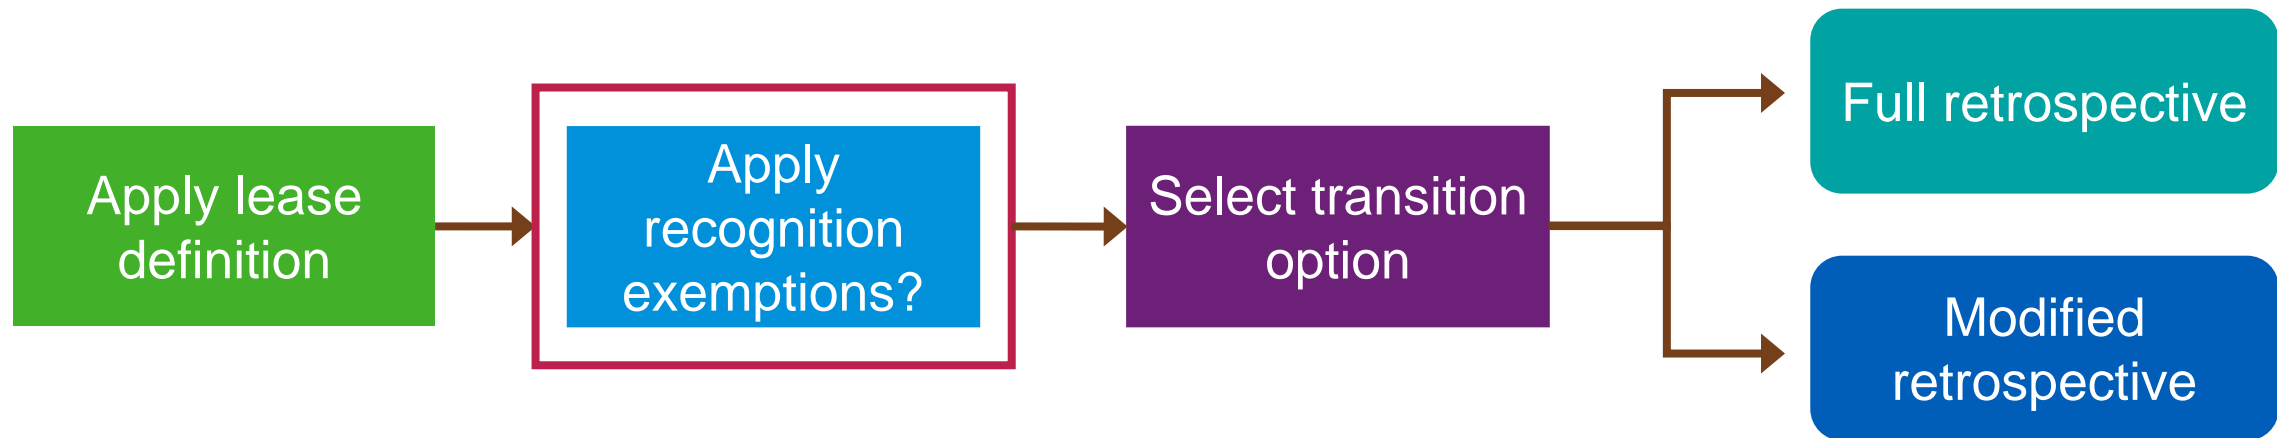 Apply lease
definition
Apply
recognition
exemptions?
Select transition
option
Full retrospective
Modified
retrospective